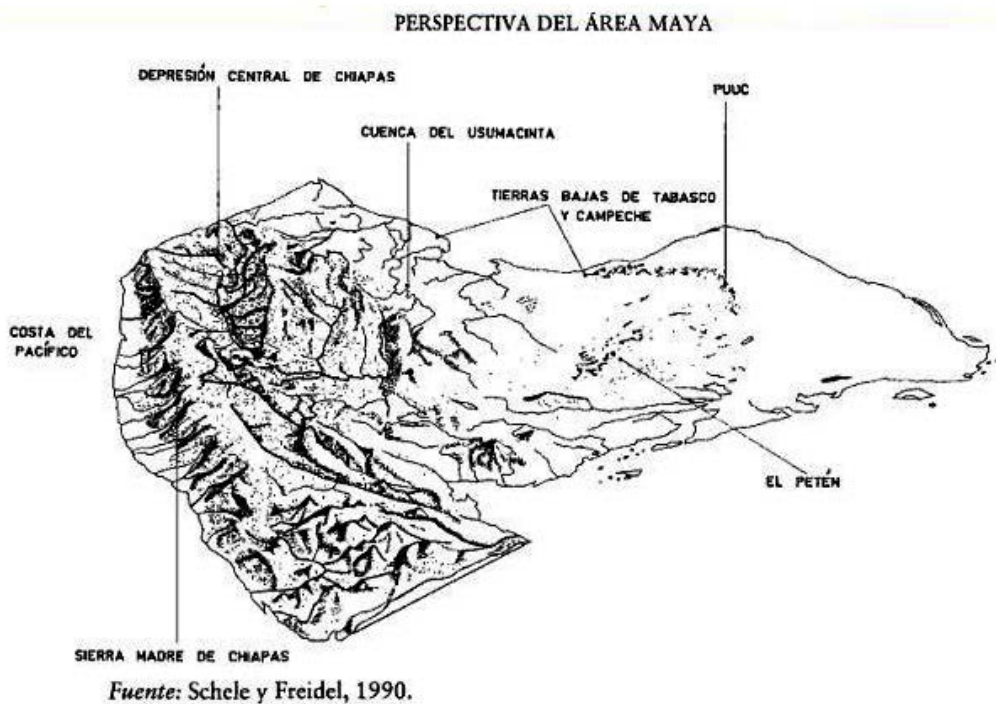 PERSPECTIVA DEL ÁREA MAYA
DEPRESIÓN CENTRAL DE CHIAPAS
PUUC
CUENCA DEL USUMACINTA
TIERRAS BAJAS DE TABASCO
Y CAMPECHE
COSTA DEL
PACÍFICO
EL PETÉN
SIERRA MADRE DE CHIAPAS
Fuente: Schele y Freidel, 1990.